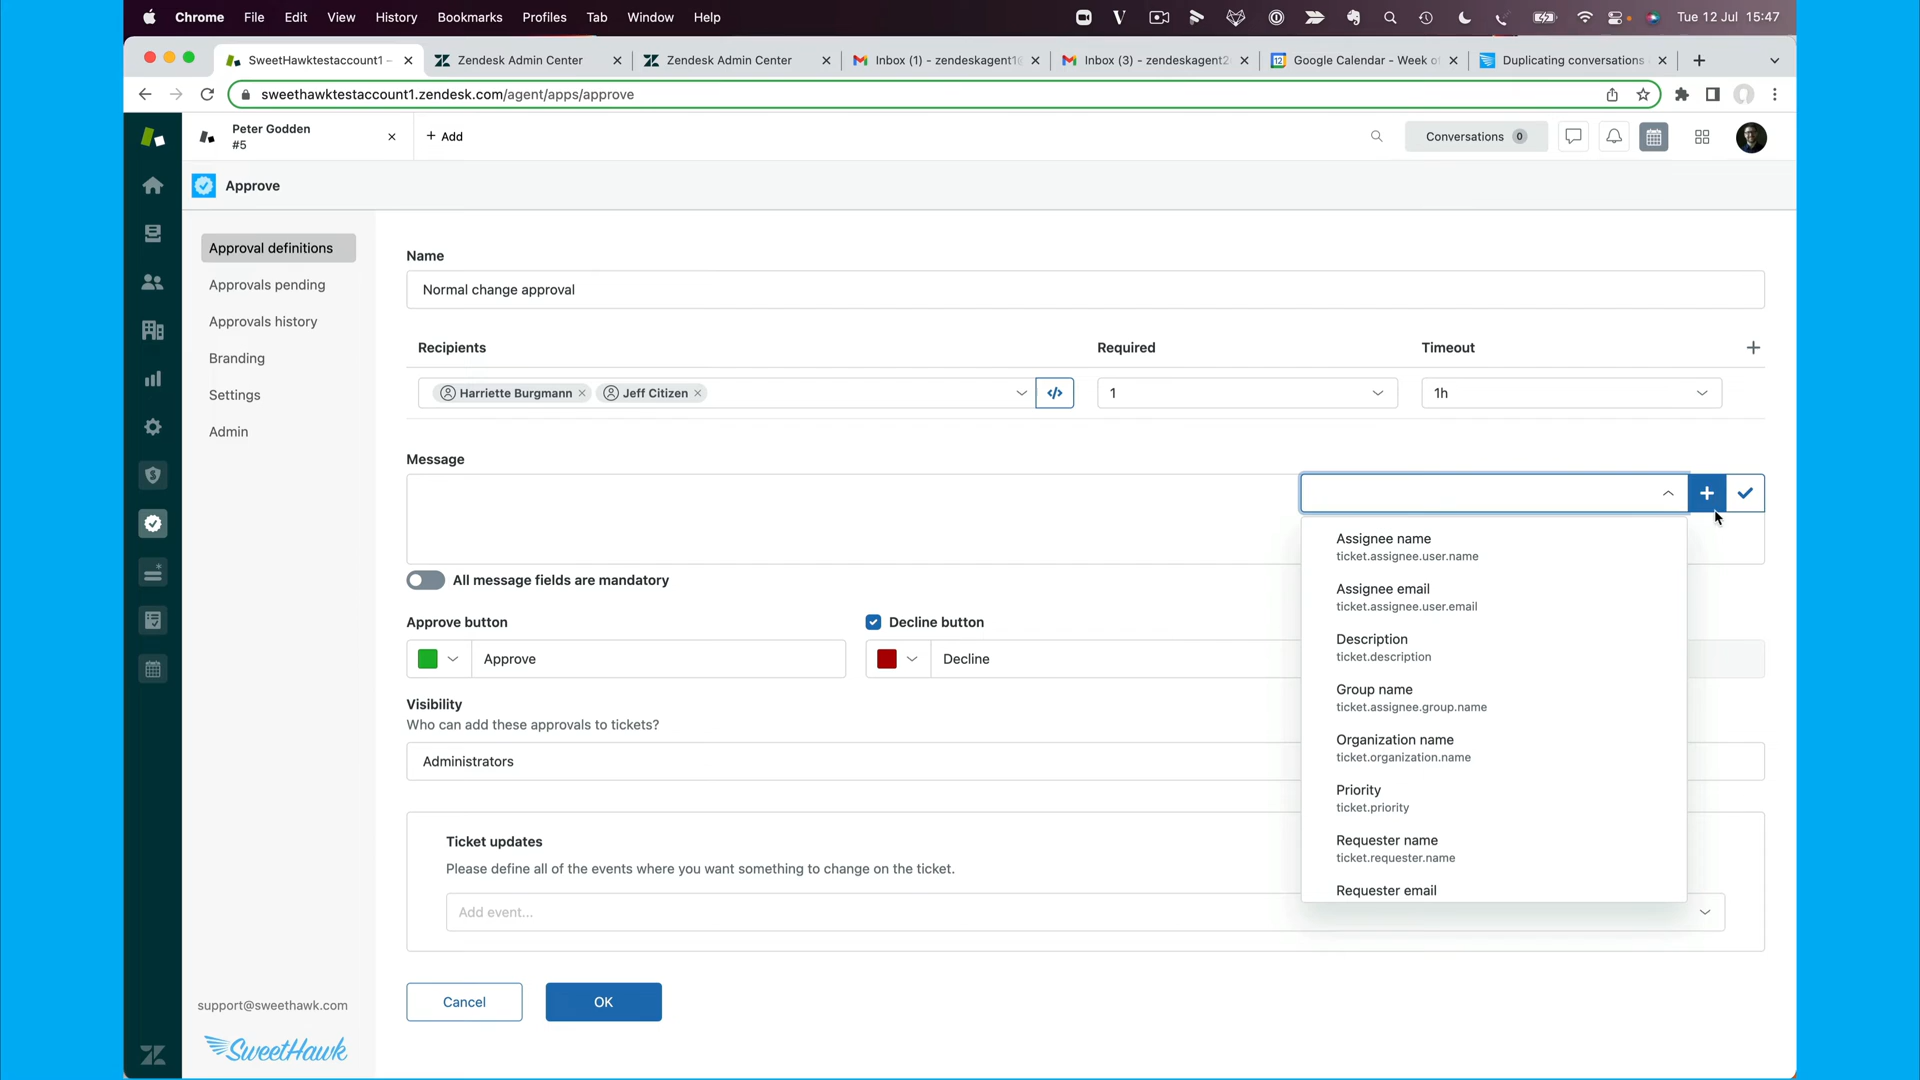 Chrome File Edit View History Bookmarks Profiles Tab Window Help Tue 12 Jul 15:47
SweetHawktestaccount1 – Zendesk Admin Center Zendesk Admin Center Inbox (1) - zendeskagent1 Inbox (3) - zendeskagent2 Google Calendar - Week o Duplicating conversations
sweethawktestaccount1.zendesk.com/agent/apps/approve
Peter Godden
#5
+ Add
Conversations 0
Approve
Approval definitions
Approvals pending
Approvals history
Branding
Settings
Admin
support@sweethawk.com
SweetHawk
Name
Normal change approval
Recipients Required Timeout
Harriette Burgmann Jeff Citizen </> 1 1h
Message
All message fields are mandatory
Approve button Decline button
Approve Decline
Visibility
Who can add these approvals to tickets?
Administrators
Ticket updates
Please define all of the events where you want something to change on the ticket.
Add event...
Cancel OK
Assignee name
ticket.assignee.user.name
Assignee email
ticket.assignee.user.email
Description
ticket.description
Group name
ticket.assignee.group.name
Organization name
ticket.organization.name
Priority
ticket.priority
Requester name
ticket.requester.name
Requester email